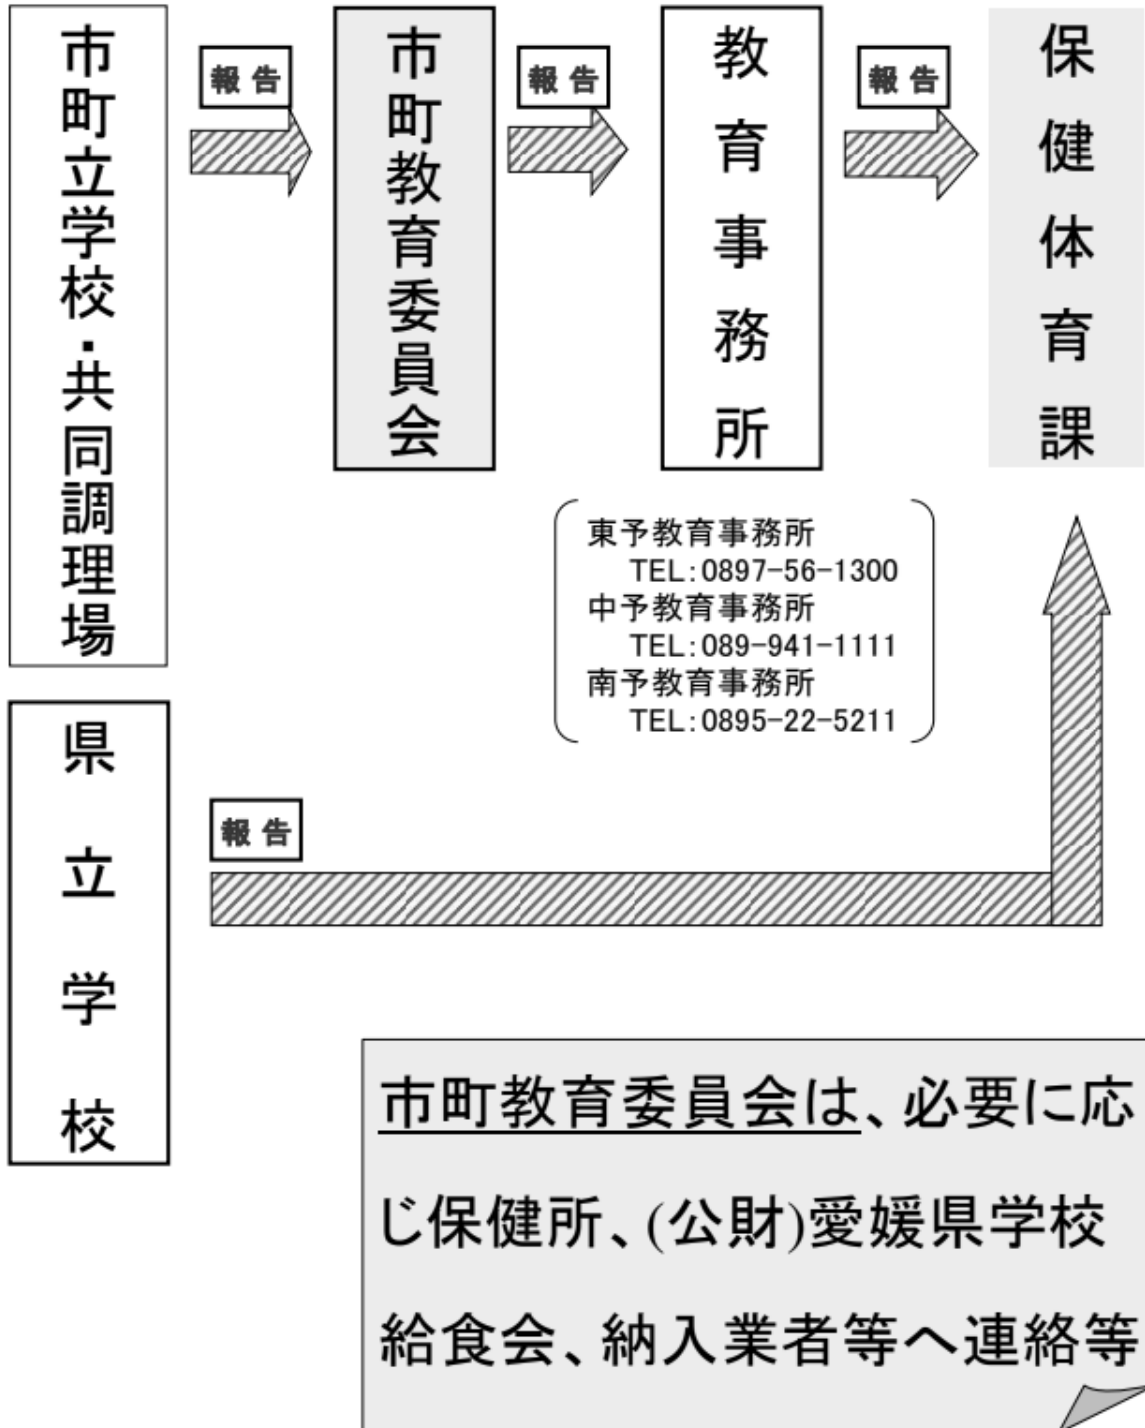 市町立学校・共同調理場
報告
市町教育委員会
報告
教育事務所
報告
保健体育課
東予教育事務所
TEL:0897-56-1300
中予教育事務所
TEL:089-941-1111
南予教育事務所
TEL:0895-22-5211
県立学校
報告
市町教育委員会は、必要に応
じ保健所、(公財)愛媛県学校
給食会、納入業者等へ連絡等